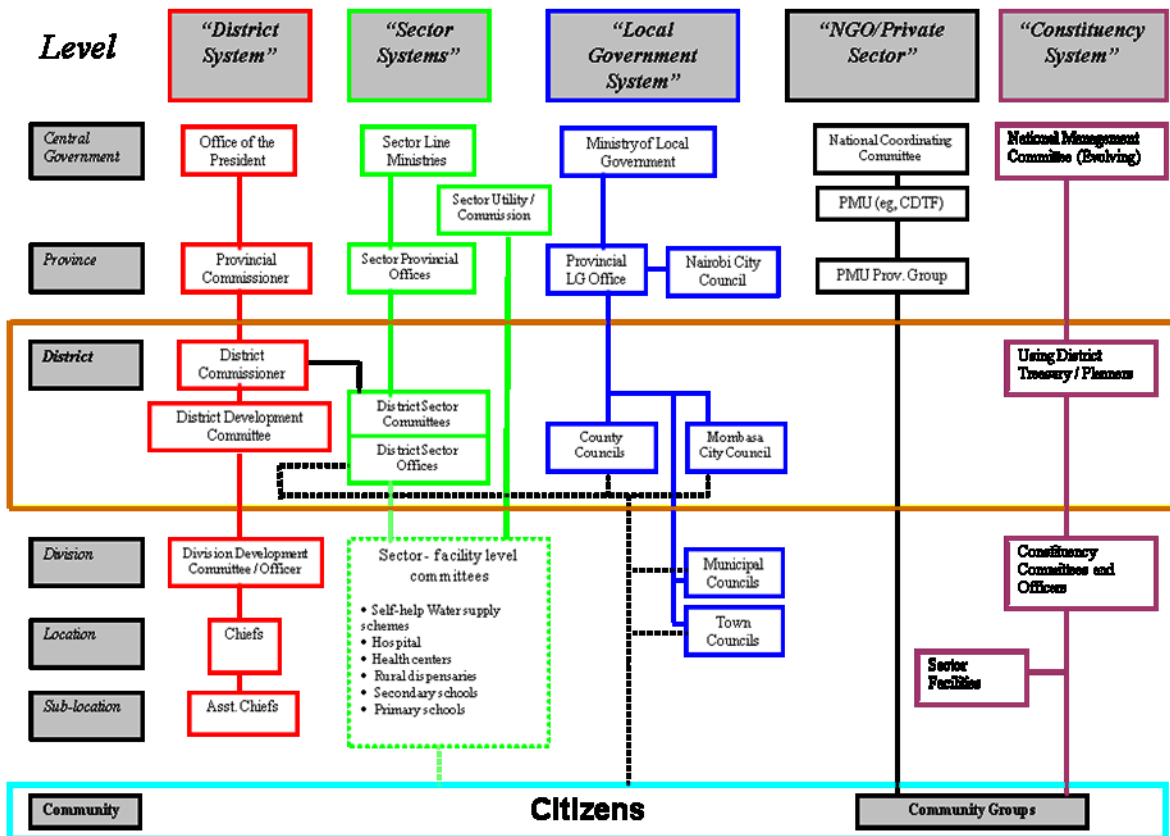 Level
“District
System”
“Sector
Systems”
“Local
Government
System”
“NGO/Private
Sector”
“Constituency
System”
Central
Government
Office of the
President
Sector Line
Ministries
Ministry of Local
Government
National Coordinating
Committee
National Management
Committee (Evolving)
Sector Utility /
Commission
PMU (eg, CDTF)
Province
Provincial
Commissioner
Sector Provincial
Offices
Provincial
LG Office
Nairobi City
Council
PMU Prov. Group
District
District
Commissioner
Using District
Treasury / Planners
District Development
Committee
District Sector
Committees
District Sector
Offices
County
Councils
Mombasa
City Council
Division
Division Development
Committee / Officer
Sector - facility level
committees
Municipal
Councils
Constituency
Committees and
Officers
• Self-help Water supply
schemes
• Hospital
• Health centers
• Rural dispensaries
• Secondary schools
• Primary schools
Location
Chiefs
Town
Councils
Sector
Facilities
Sub-location
Asst. Chiefs
Community
Citizens
Community Groups